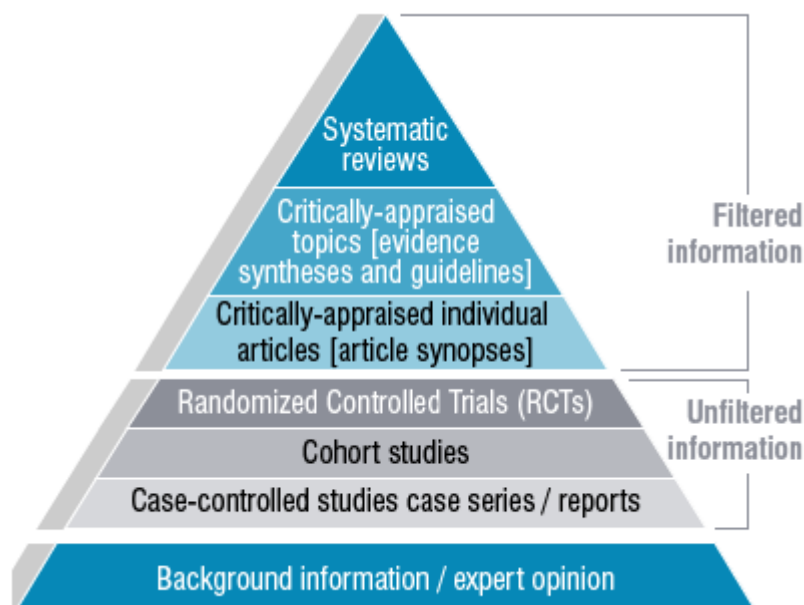 Systematic
reviews
Critically-appraised
topics [evidence
syntheses and guidelines]
Critically-appraised individual
articles [article synopses]
Filtered
information
Randomized Controlled Trials (RCTs)
Cohort studies
Case-controlled studies case series / reports
Unfiltered
information
Background information / expert opinion